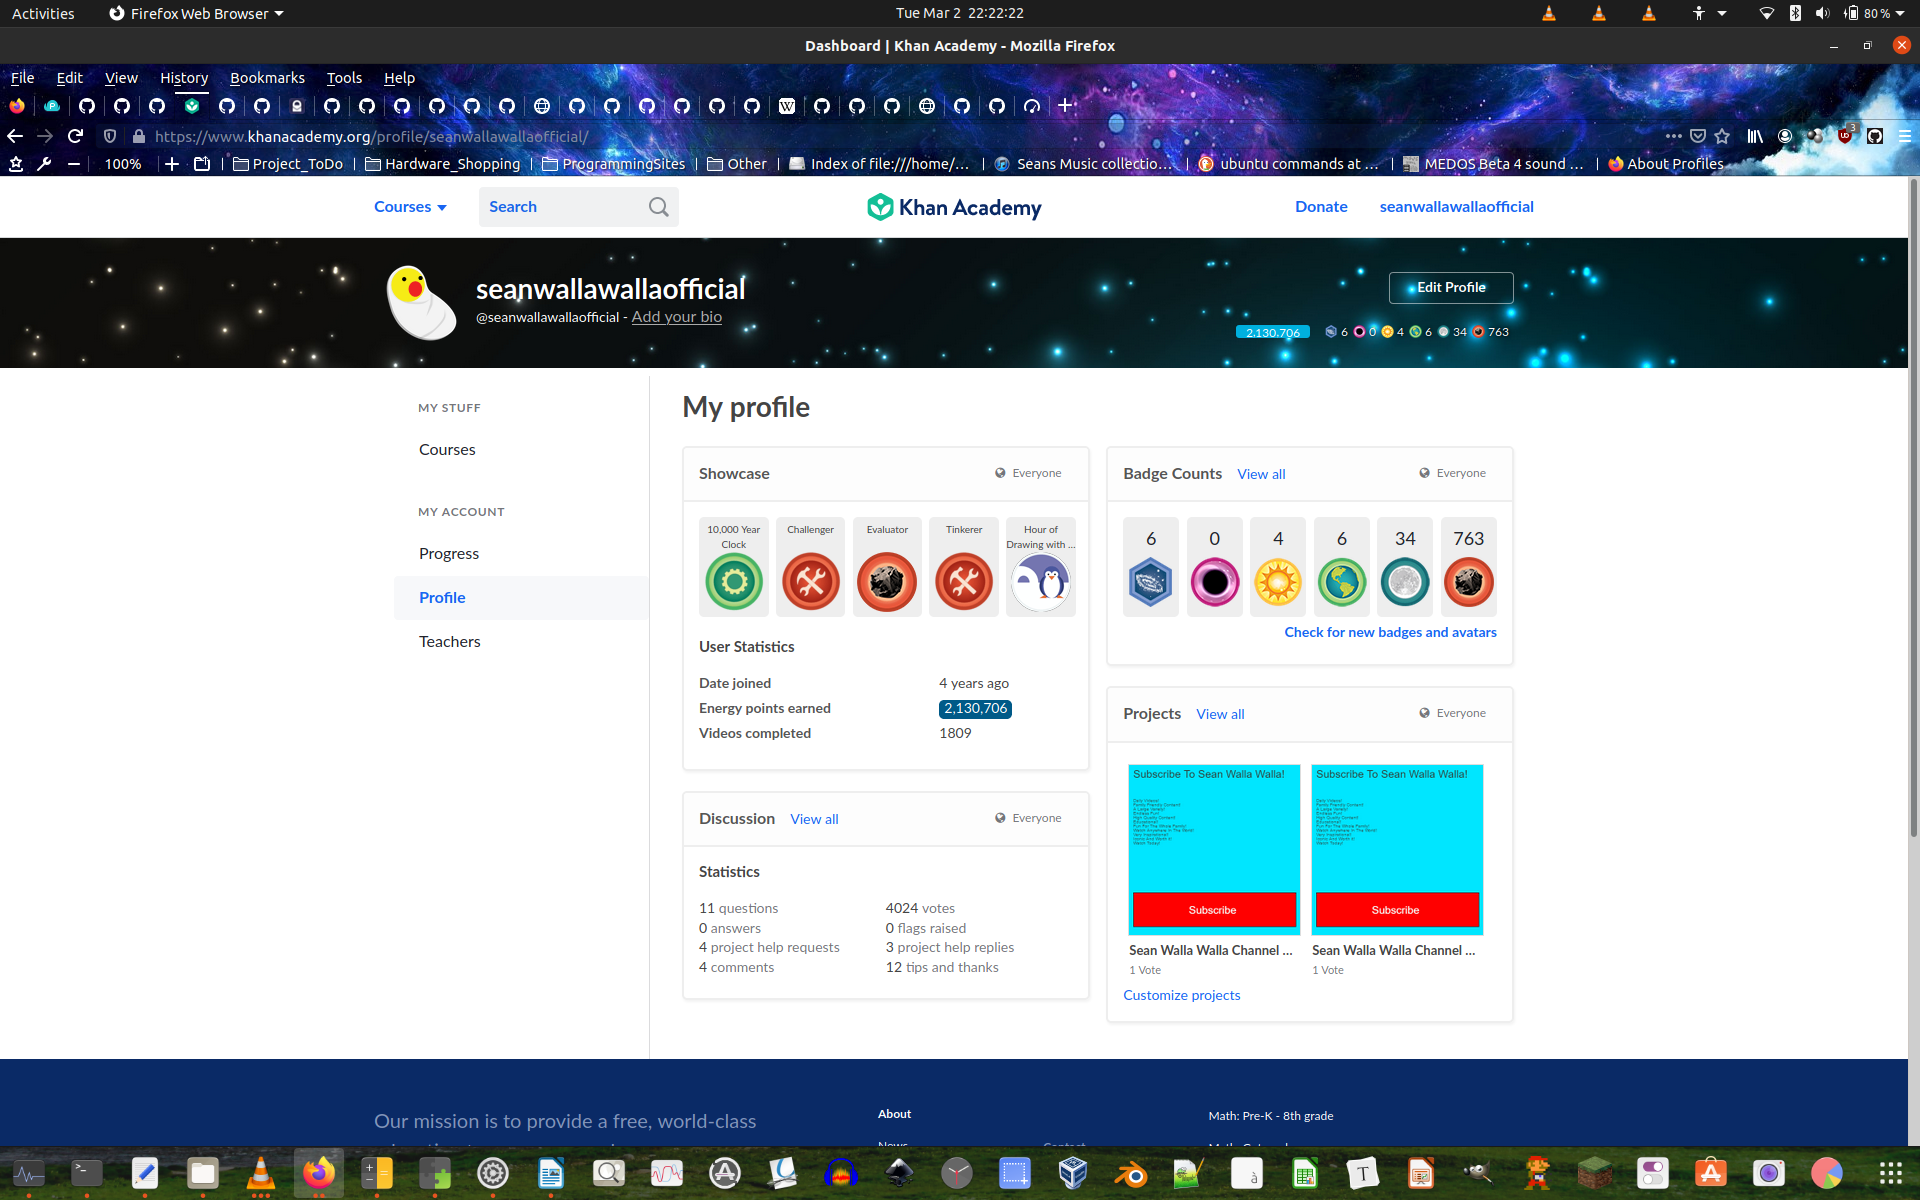 Activities
Firefox Web Browser
Tue Mar 2 22:22:22
80 %
Dashboard | Khan Academy - Mozilla Firefox
File Edit View History Bookmarks Tools Help
https://www.khanacademy.org/profile/seanwallawallaofficial/
3
100%
Project_ToDo
Hardware_Shopping
ProgrammingSites
Other
Index of file:///home/...
Seans Music collectio...
ubuntu commands at ...
MEDOS Beta 4 sound ...
About Profiles
Courses
Search
Khan Academy
Donate
seanwallawallaofficial
seanwallawallaofficial
@seanwallawallaofficial - Add your bio
Edit Profile
2,130,706
6 0 4 6 34 763
MY STUFF
Courses
MY ACCOUNT
Progress
Profile
Teachers
My profile
Showcase
Everyone
10,000 Year Clock
Challenger
Evaluator
Tinkerer
Hour of Drawing with ...
User Statistics
Date joined 4 years ago
Energy points earned 2,130,706
Videos completed 1809
Discussion View all
Everyone
Statistics
11 questions 4024 votes
0 answers 0 flags raised
4 project help requests 3 project help replies
4 comments 12 tips and thanks
Badge Counts View all
Everyone
6 0 4 6 34 763
Check for new badges and avatars
Projects View all
Everyone
Subscribe To Sean Walla Walla!
Subscribe
Sean Walla Walla Channel ...
1 Vote
Subscribe To Sean Walla Walla!
Subscribe
Sean Walla Walla Channel ...
1 Vote
Customize projects
Our mission is to provide a free, world-class
About
Math: Pre-K - 8th grade